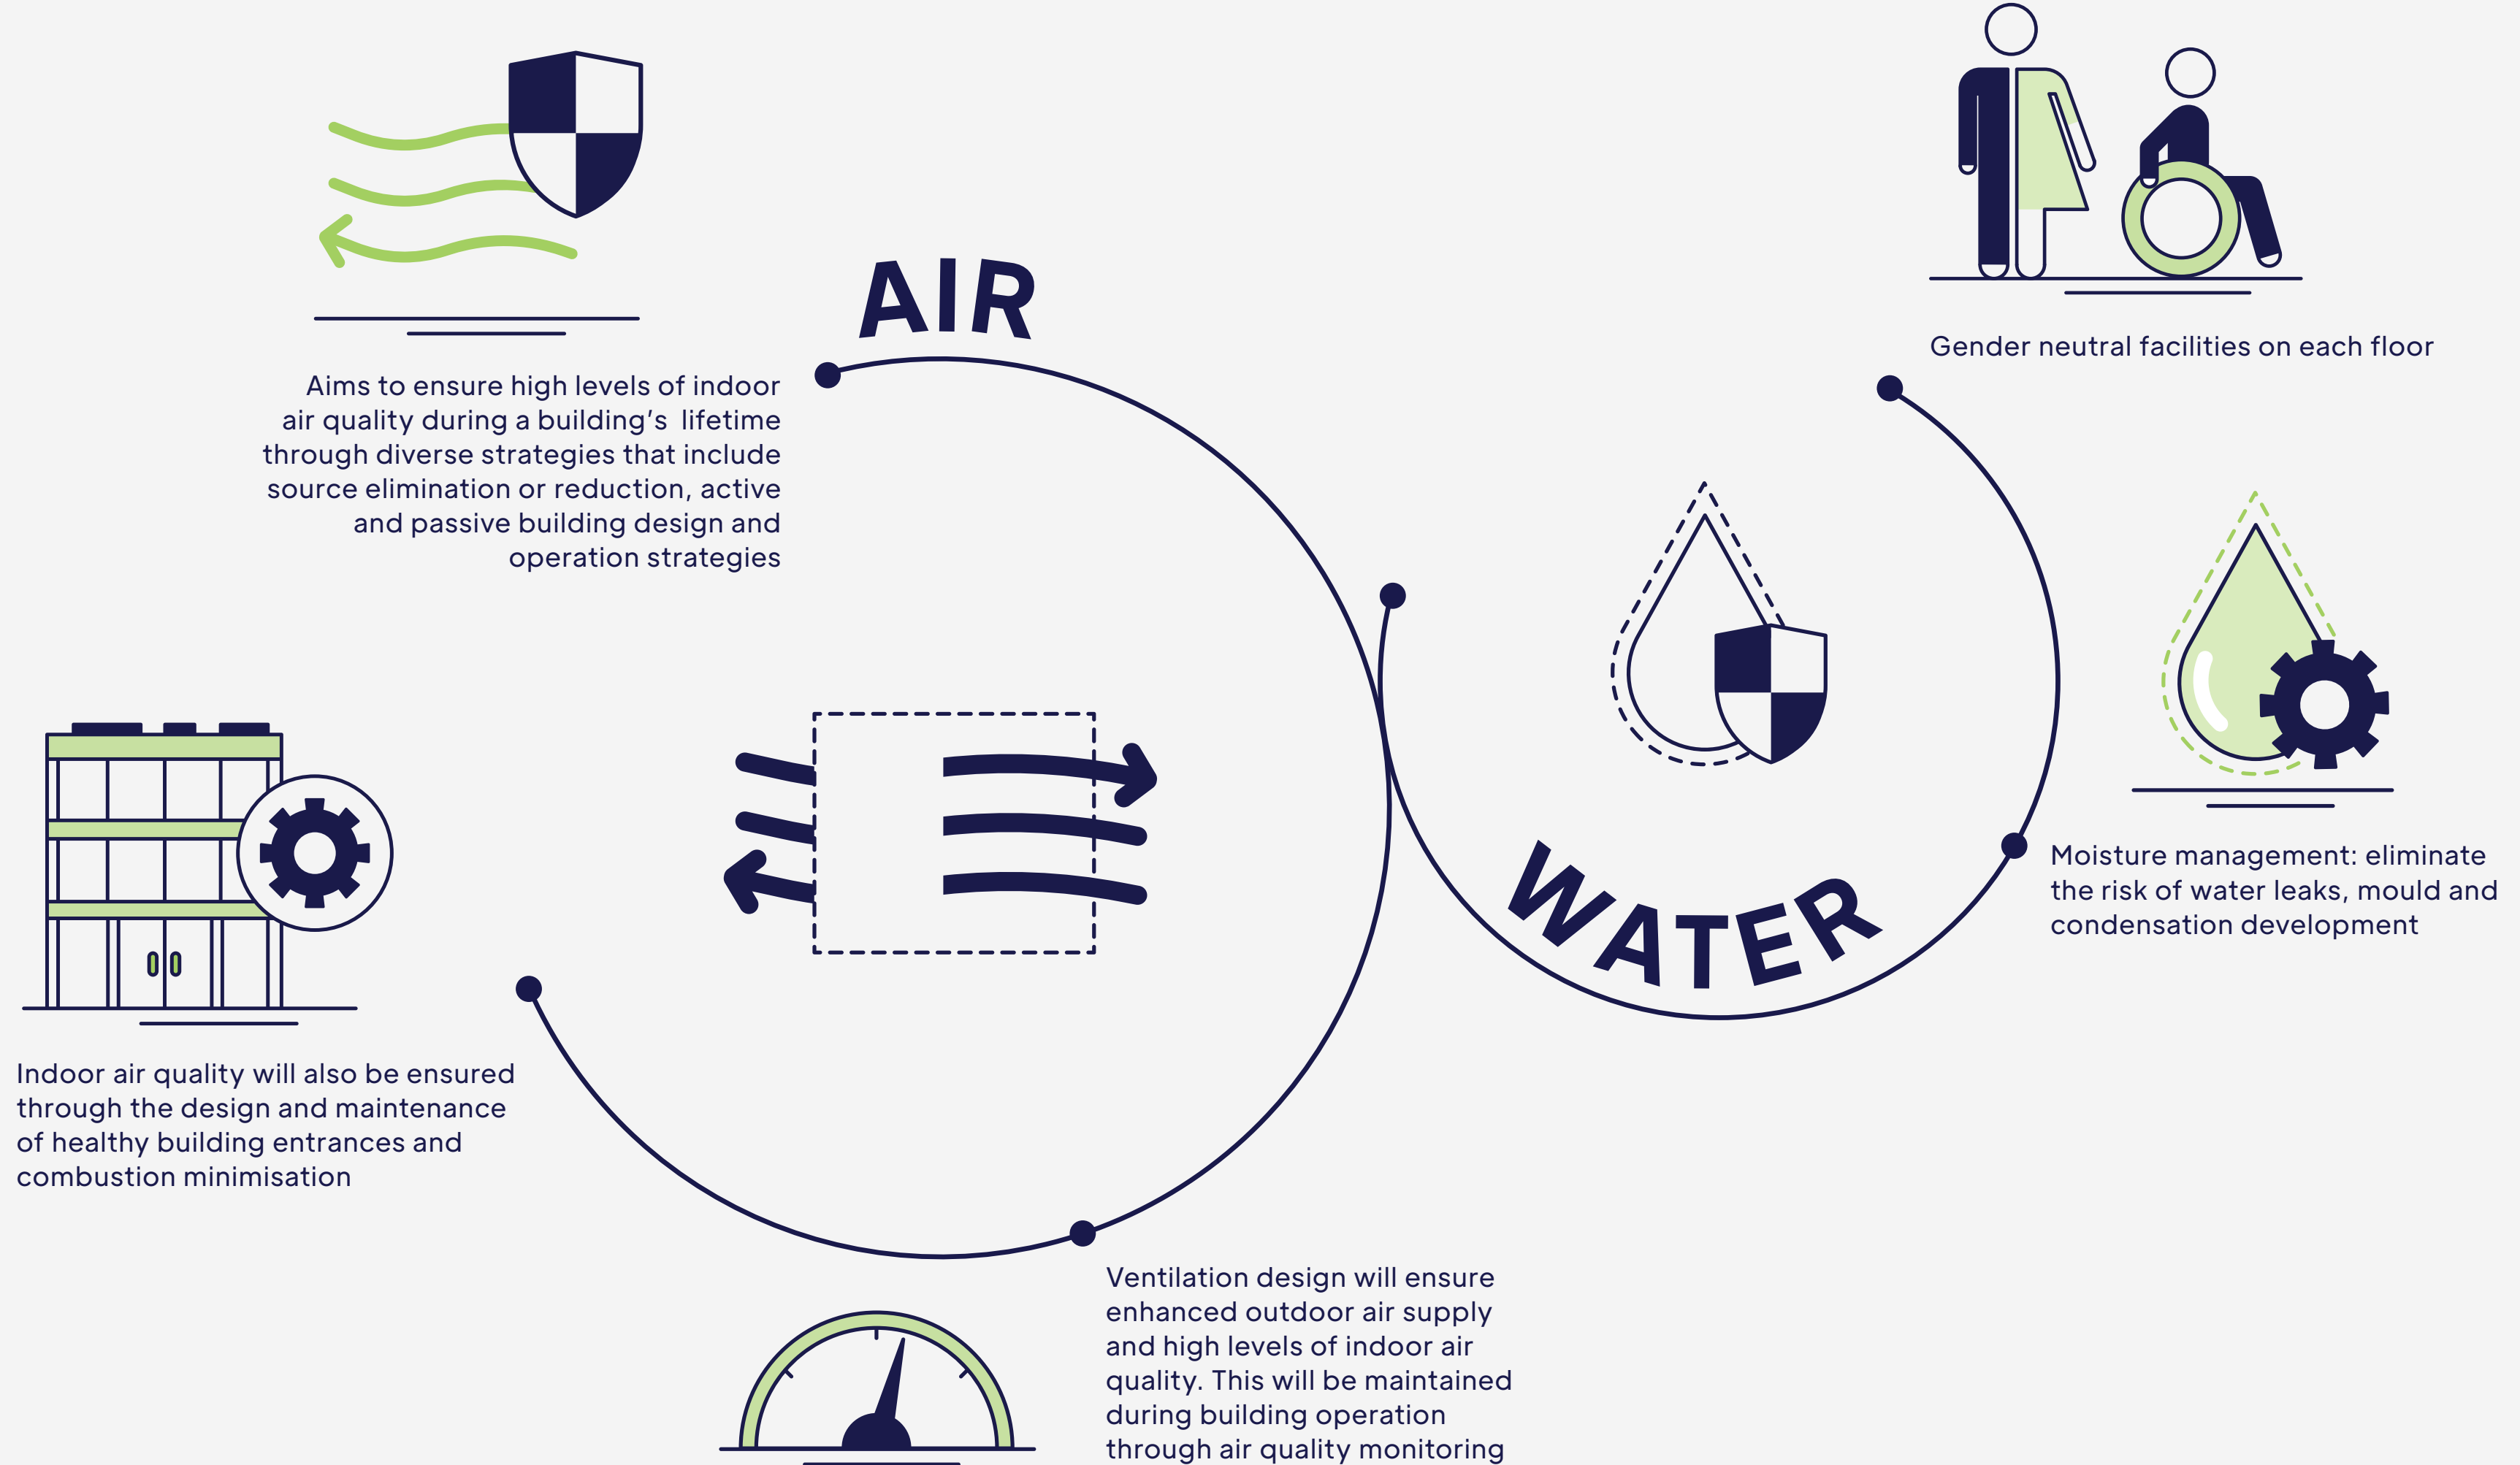 AIR
Aims to ensure high levels of indoor
air quality during a building’s  lifetime
through diverse strategies that include
source elimination or reduction, active
and passive building design and
operation strategies
Indoor air quality will also be ensured
through the design and maintenance
of healthy building entrances and
combustion minimisation
Ventilation design will ensure
enhanced outdoor air supply
and high levels of indoor air
quality. This will be maintained
during building operation
through air quality monitoring
WATER
Gender neutral facilities on each floor
Moisture management: eliminate
the risk of water leaks, mould and
condensation development